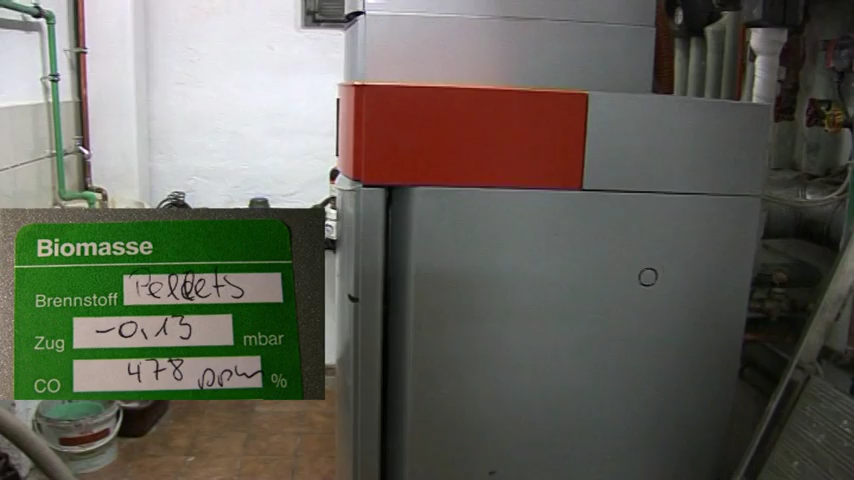 Biomasse
Brennstoff Pellets
Zug -0,13 mbar
CO 478 ppm %